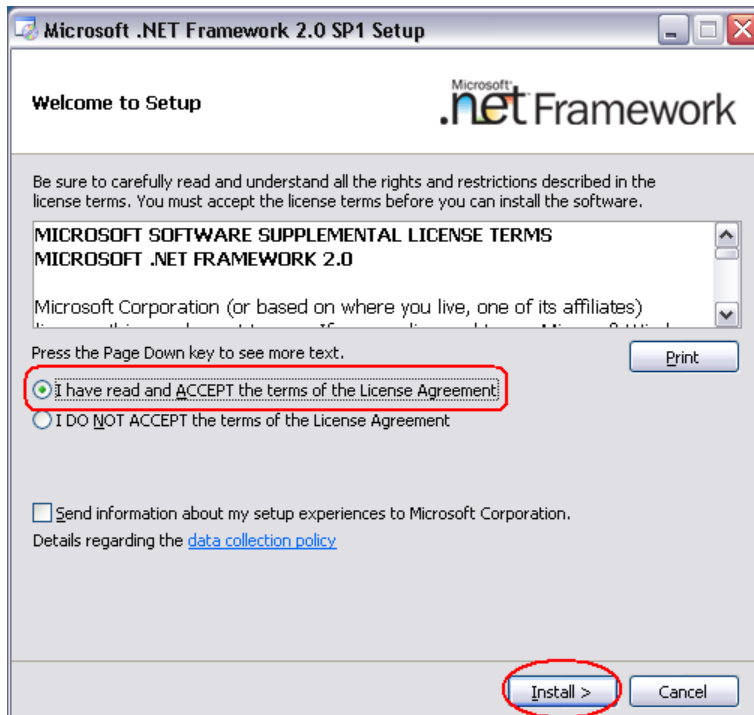 Microsoft .NET Framework 2.0 SP1 Setup
Welcome to Setup
Microsoft
.net Framework
Be sure to carefully read and understand all the rights and restrictions described in the
license terms. You must accept the license terms before you can install the software.
MICROSOFT SOFTWARE SUPPLEMENTAL LICENSE TERMS
MICROSOFT .NET FRAMEWORK 2.0
Microsoft Corporation (or based on where you live, one of its affiliates)
Press the Page Down key to see more text.
Print
I have read and ACCEPT the terms of the License Agreement
I DO NOT ACCEPT the terms of the License Agreement
Send information about my setup experiences to Microsoft Corporation.
Details regarding the data collection policy
Install >
Cancel